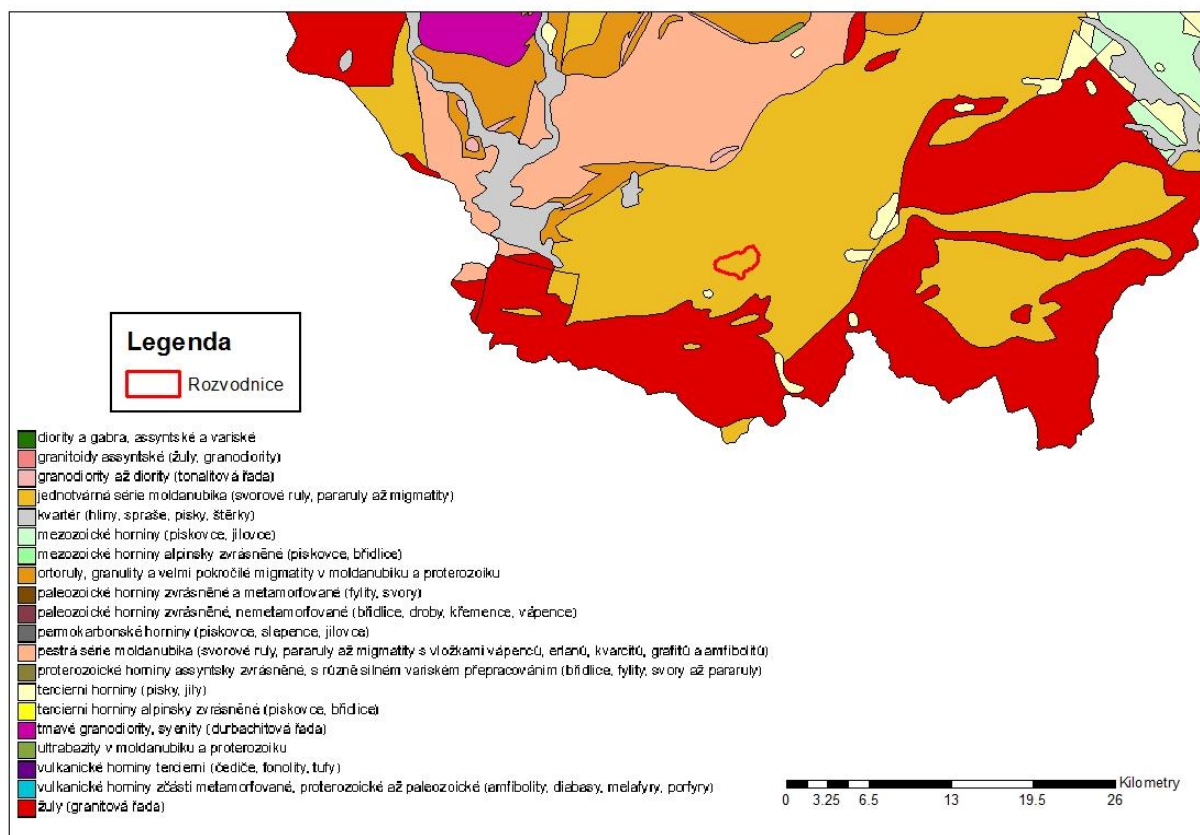 Legenda
Rozvodnice
diority a gabra, assyntské a variské
granitoidy assyntské (žuly, granodiority)
granodiority až diority (tonalitová řada)
jednotvárná série moldanubika (svorové ruly, pararuly až migmatity)
kvartér (hlíny, spraše, písky, štěrky)
mezozoické horniny (pískovce, jílovce)
mezozoické horniny alpinsky zvrásněné (pískovce, břidlice)
ortoruly, granulity a velmi pokročilé migmatity v moldanubiku a proterozoiku
paleozoické horniny zvrásněné a metamorfované (fylity, svory)
paleozoické horniny zvrásněné, nemetamorfované (břidlice, droby, křemence, vápence)
permokarbonské horniny (pískovce, slepence, jílovce)
pestrá série moldanubika (svorové ruly, pararuly až migmatity s vložkami vápenců, erlanů, kvarcitů, grafitů a amfibolitů)
proterozoické horniny assyntsky zvrásněné, s různě silném variském přepracováním (břidlice, fylity, svory až pararuly)
terciérní horniny (písky, jíly)
terciérní horniny alpinsky zvrásněné (pískovce, břidlice)
tmavé granodiority, syenity (durbachitová řada)
ultrabazity v moldanubiku a proterozoiku
vulkanické horniny terciérní (čediče, fonolity, tufy)
vulkanické horniny zčásti metamorfované, proterozoické až paleozoické (amfibolity, diabasy, melafyry, porfyry)
žuly (granitová řada)
Kilometry
0 3.25 6.5 13 19.5 26